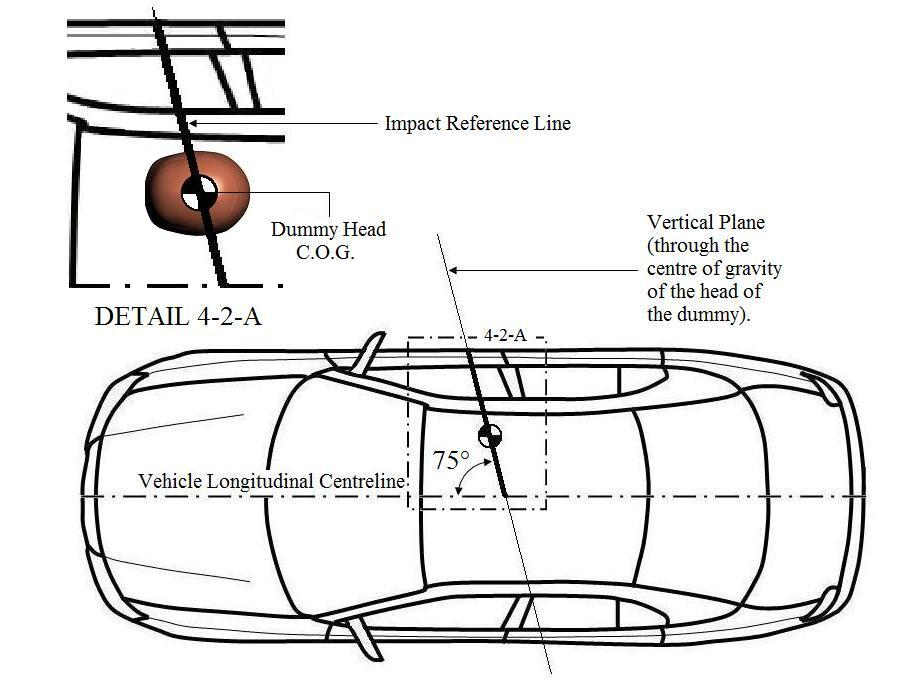 Impact Reference Line
Dummy Head
C.O.G.
DETAIL 4-2-A
Vertical Plane
(through the
centre of gravity
of the head of
the dummy).
4-2-A
75°
Vehicle Longitudinal Centreline